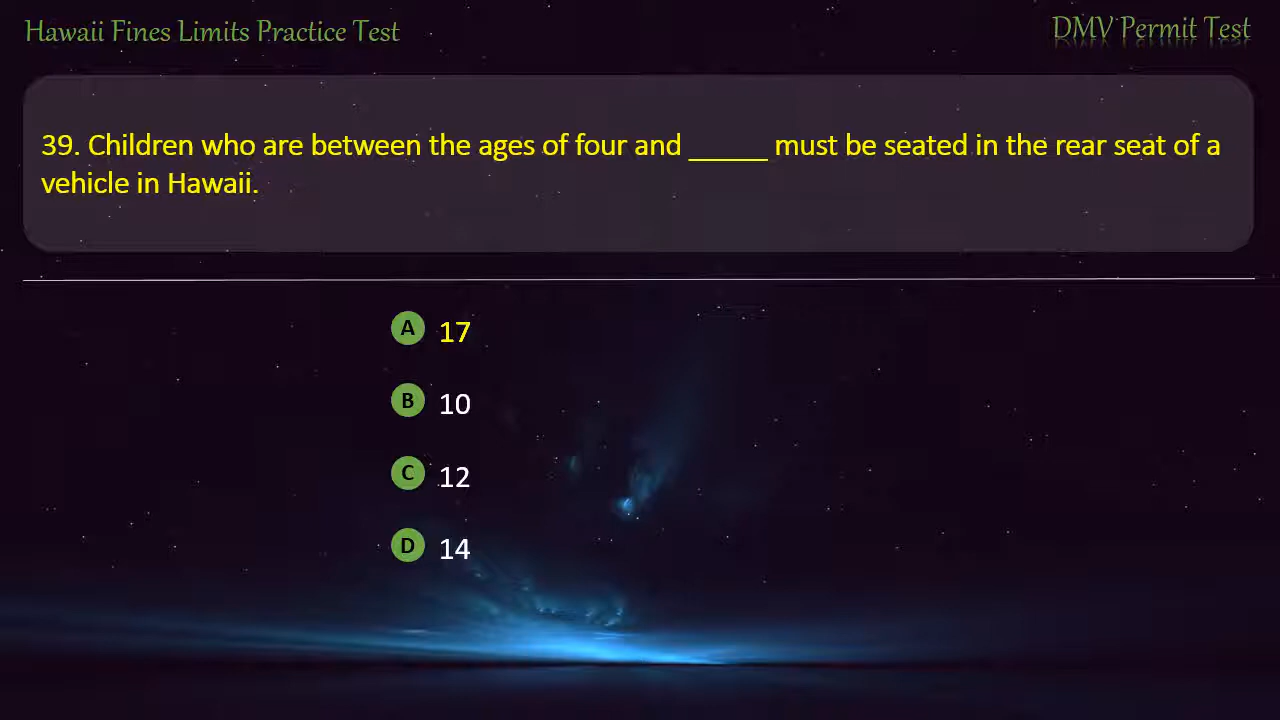 Hawaii Fines Limits Practice Test
DMV Permit Test
39. Children who are between the ages of four and _____ must be seated in the rear seat of a
vehicle in Hawaii.
A 17
B 10
C 12
D 14